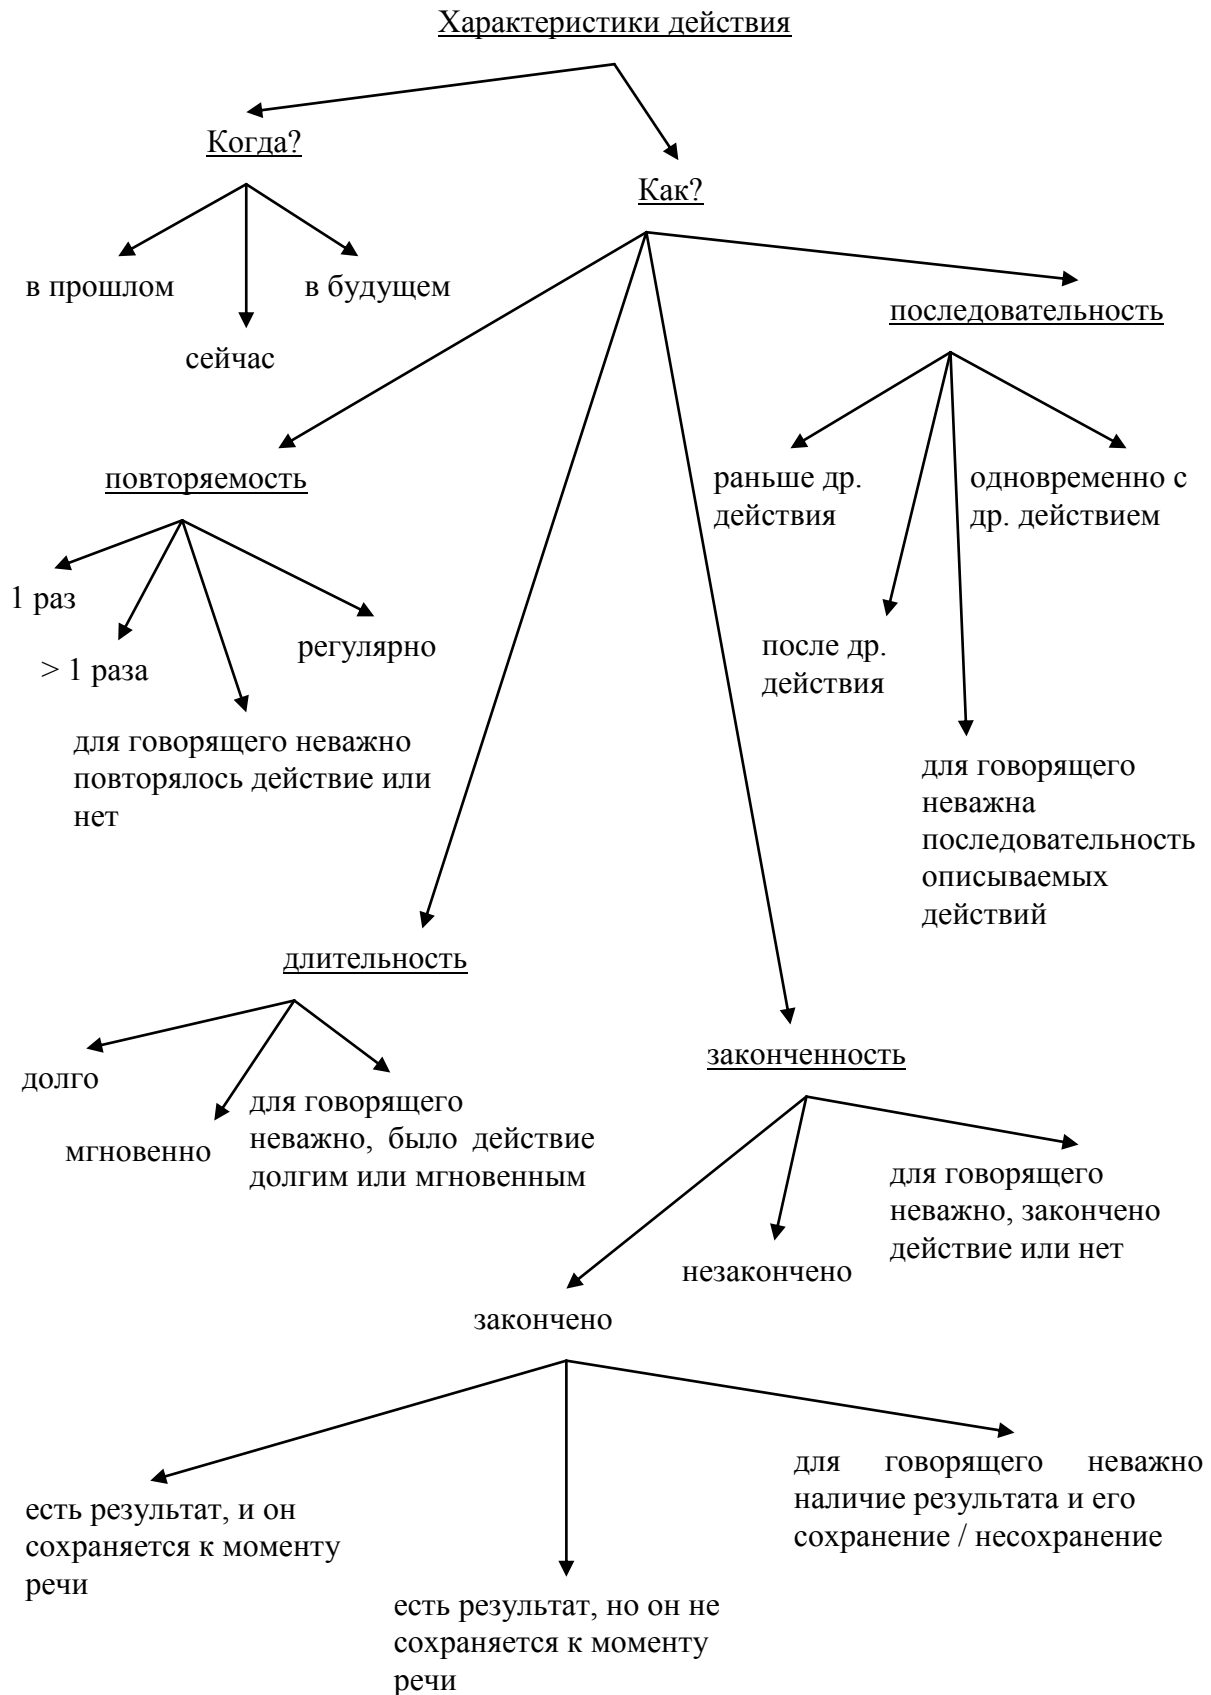 Характеристики действия
Когда?
Как?
в прошлом
в будущем
сейчас
последовательность
повторяемость
раньше др.
действия
одновременно с
др. действием
1 раз
> 1 раза
регулярно
после др.
действия
для говорящего неважно
повторялось действие или
нет
для говорящего
неважна
последовательность
описываемых
действий
длительность
долго
мгновенно
для говорящего
неважно, было действие
долгим или мгновенным
законченность
для говорящего
неважно, закончено
действие или нет
незакончено
закончено
для говорящего неважно
наличие результата и его
сохранение / несохранение
есть результат, и он
сохраняется к моменту
речи
есть результат, но он не
сохраняется к моменту
речи